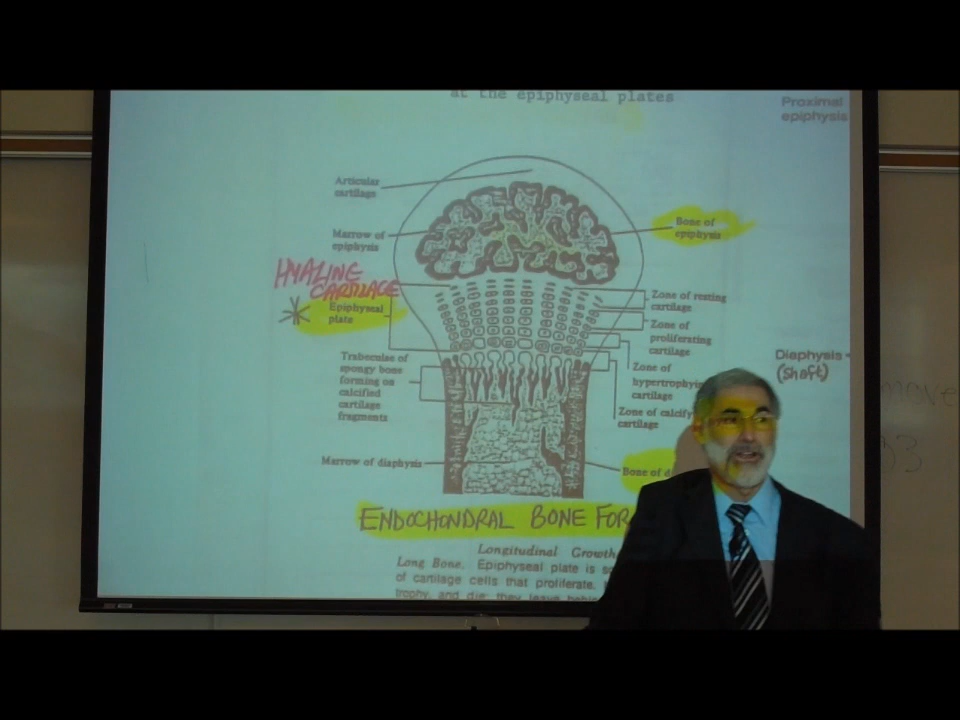 at the epiphyseal plates
Proximal
epiphysis
Articular
cartilage
Bone of
epiphysis
Marrow of
epiphysis
HYALINE
CARTILAGE
Epiphyseal
plate
Zone of resting
cartilage
Zone of
proliferating
cartilage
Trabeculae of
spongy bone
forming on
calcified
cartilage
fragments
Zone of
hypertrophyin
cartilage
Zone of calcify
cartilage
Diaphysis
(shaft)
move
03
Marrow of diaphysis
Bone of d
ENDOCHONDRAL BONE FOR
Longitudinal Growth
Long Bone. Epiphyseal plate is
of cartilage cells that proliferate,
trophy, and die; they leave